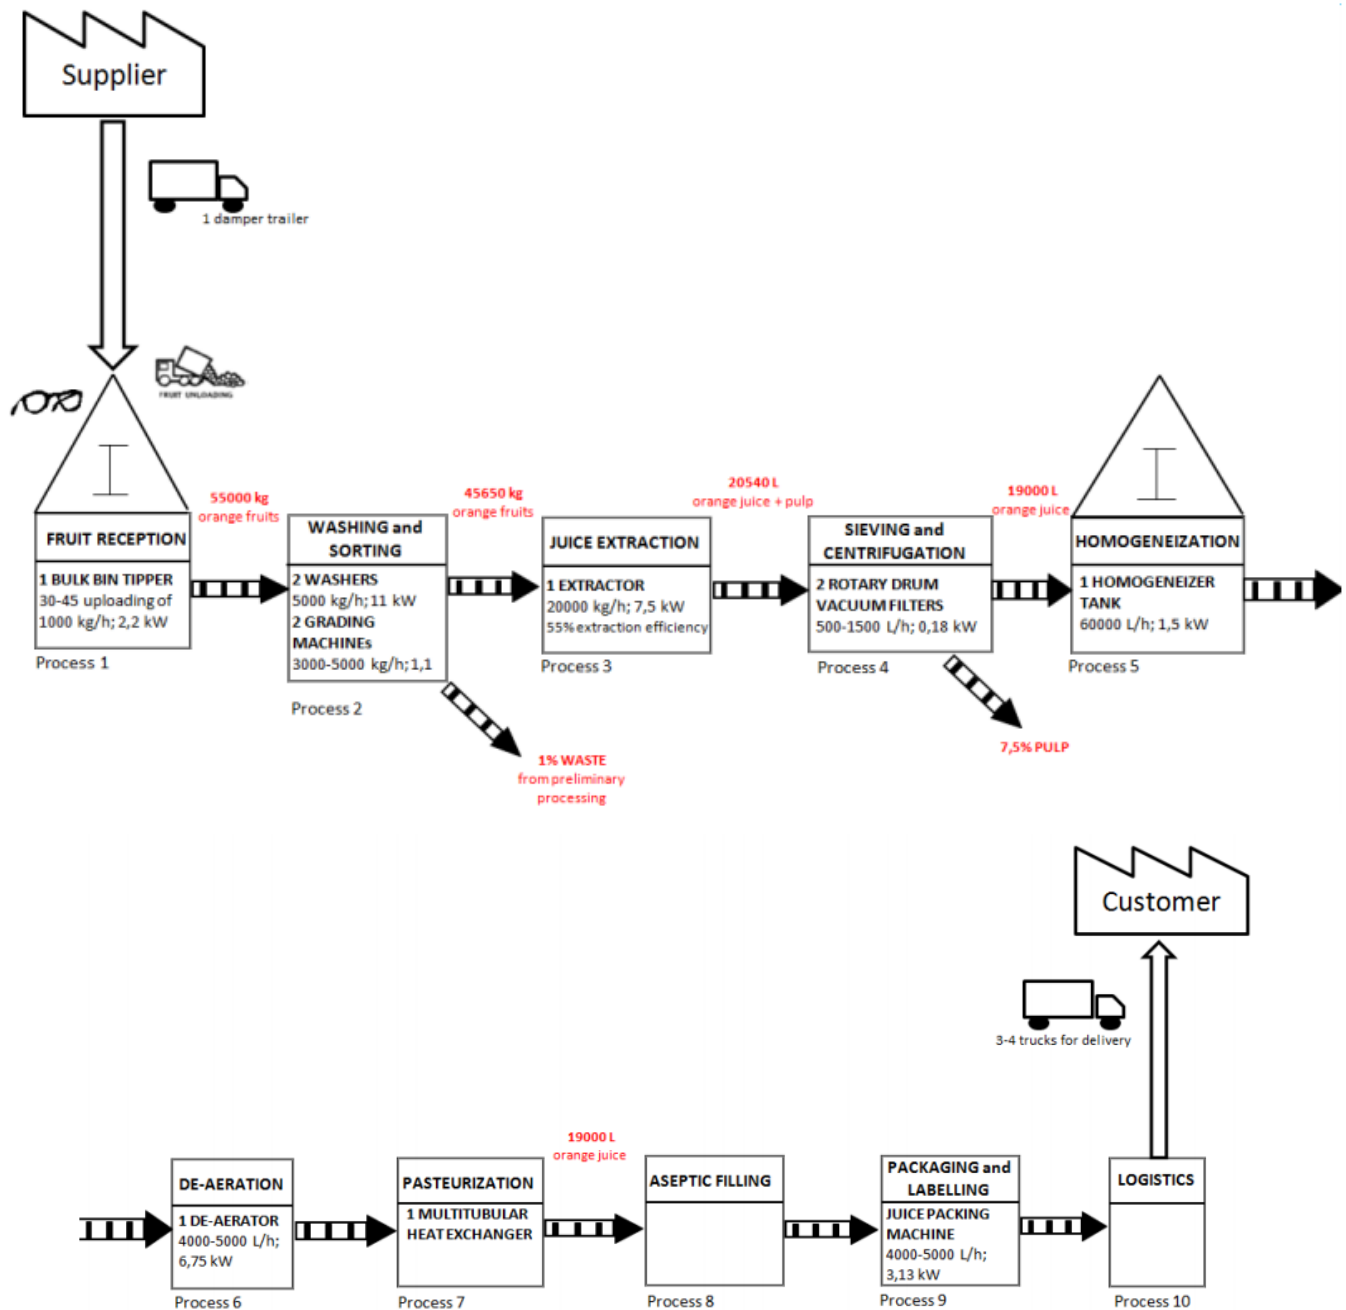 Supplier
1 damper trailer
FRUIT UNLOADING
55000 kg
orange fruits
45650 kg
orange fruits
20540 L
orange juice + pulp
19000 L
orange juice
FRUIT RECEPTION
1 BULK BIN TIPPER
30-45 uploading of
1000 kg/h; 2,2 kW
Process 1
WASHING and
SORTING
2 WASHERS
5000 kg/h; 11 kW
2 GRADING
MACHINEs
3000-5000 kg/h; 1,1
Process 2
1% WASTE
from preliminary
processing
JUICE EXTRACTION
1 EXTRACTOR
20000 kg/h; 7,5 kW
55% extraction efficiency
Process 3
SIEVING and
CENTRIFUGATION
2 ROTARY DRUM
VACUUM FILTERS
500-1500 L/h; 0,18 kW
Process 4
7,5% PULP
HOMOGENEIZATION
1 HOMOGENEIZER
TANK
60000 L/h; 1,5 kW
Process 5
Customer
3-4 trucks for delivery
19000 L
orange juice
DE-AERATION
1 DE-AERATOR
4000-5000 L/h;
6,75 kW
Process 6
PASTEURIZATION
1 MULTITUBULAR
HEAT EXCHANGER
Process 7
ASEPTIC FILLING
Process 8
PACKAGING and
LABELLING
JUICE PACKING
MACHINE
4000-5000 L/h;
3,13 kW
Process 9
LOGISTICS
Process 10